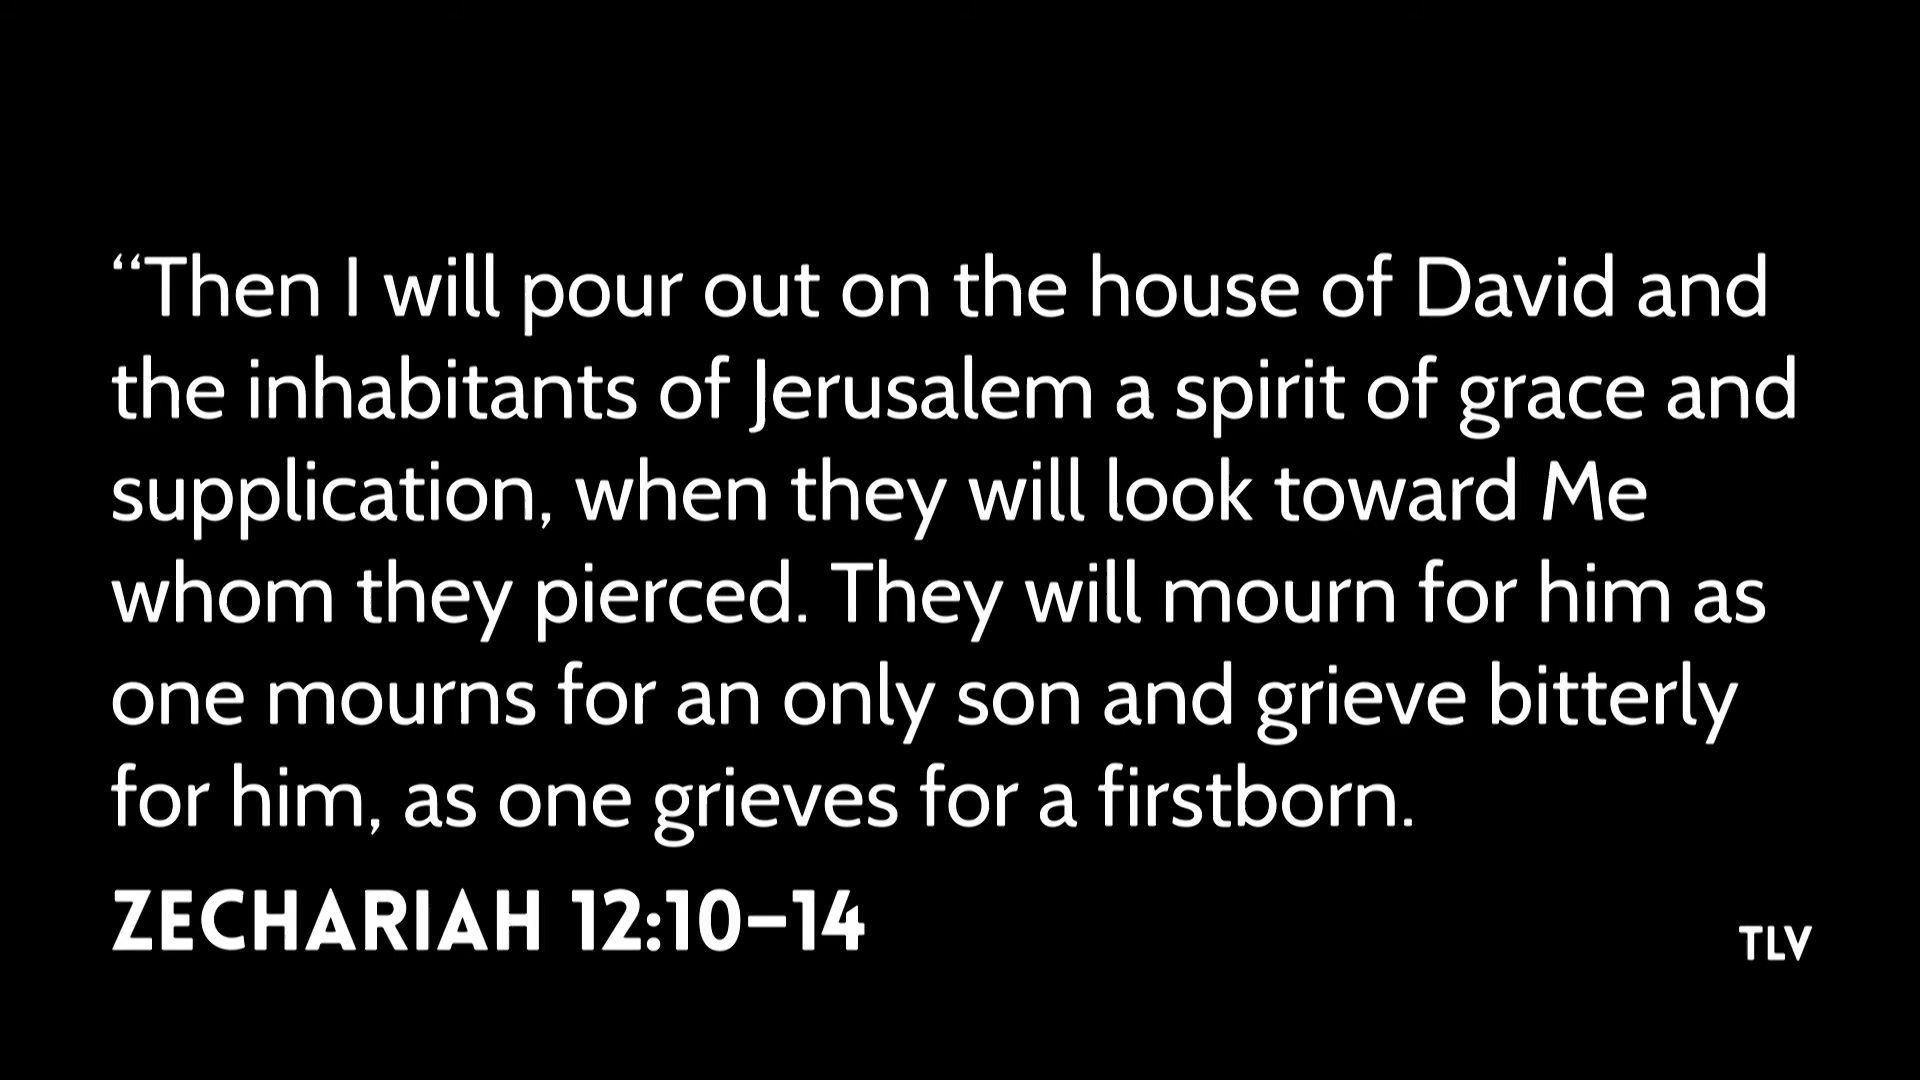 “Then I will pour out on the house of David and
the inhabitants of Jerusalem a spirit of grace and
supplication, when they will look toward Me
whom they pierced. They will mourn for him as
one mourns for an only son and grieve bitterly
for him, as one grieves for a firstborn.
ZECHARIAH 12:10–14
TLV